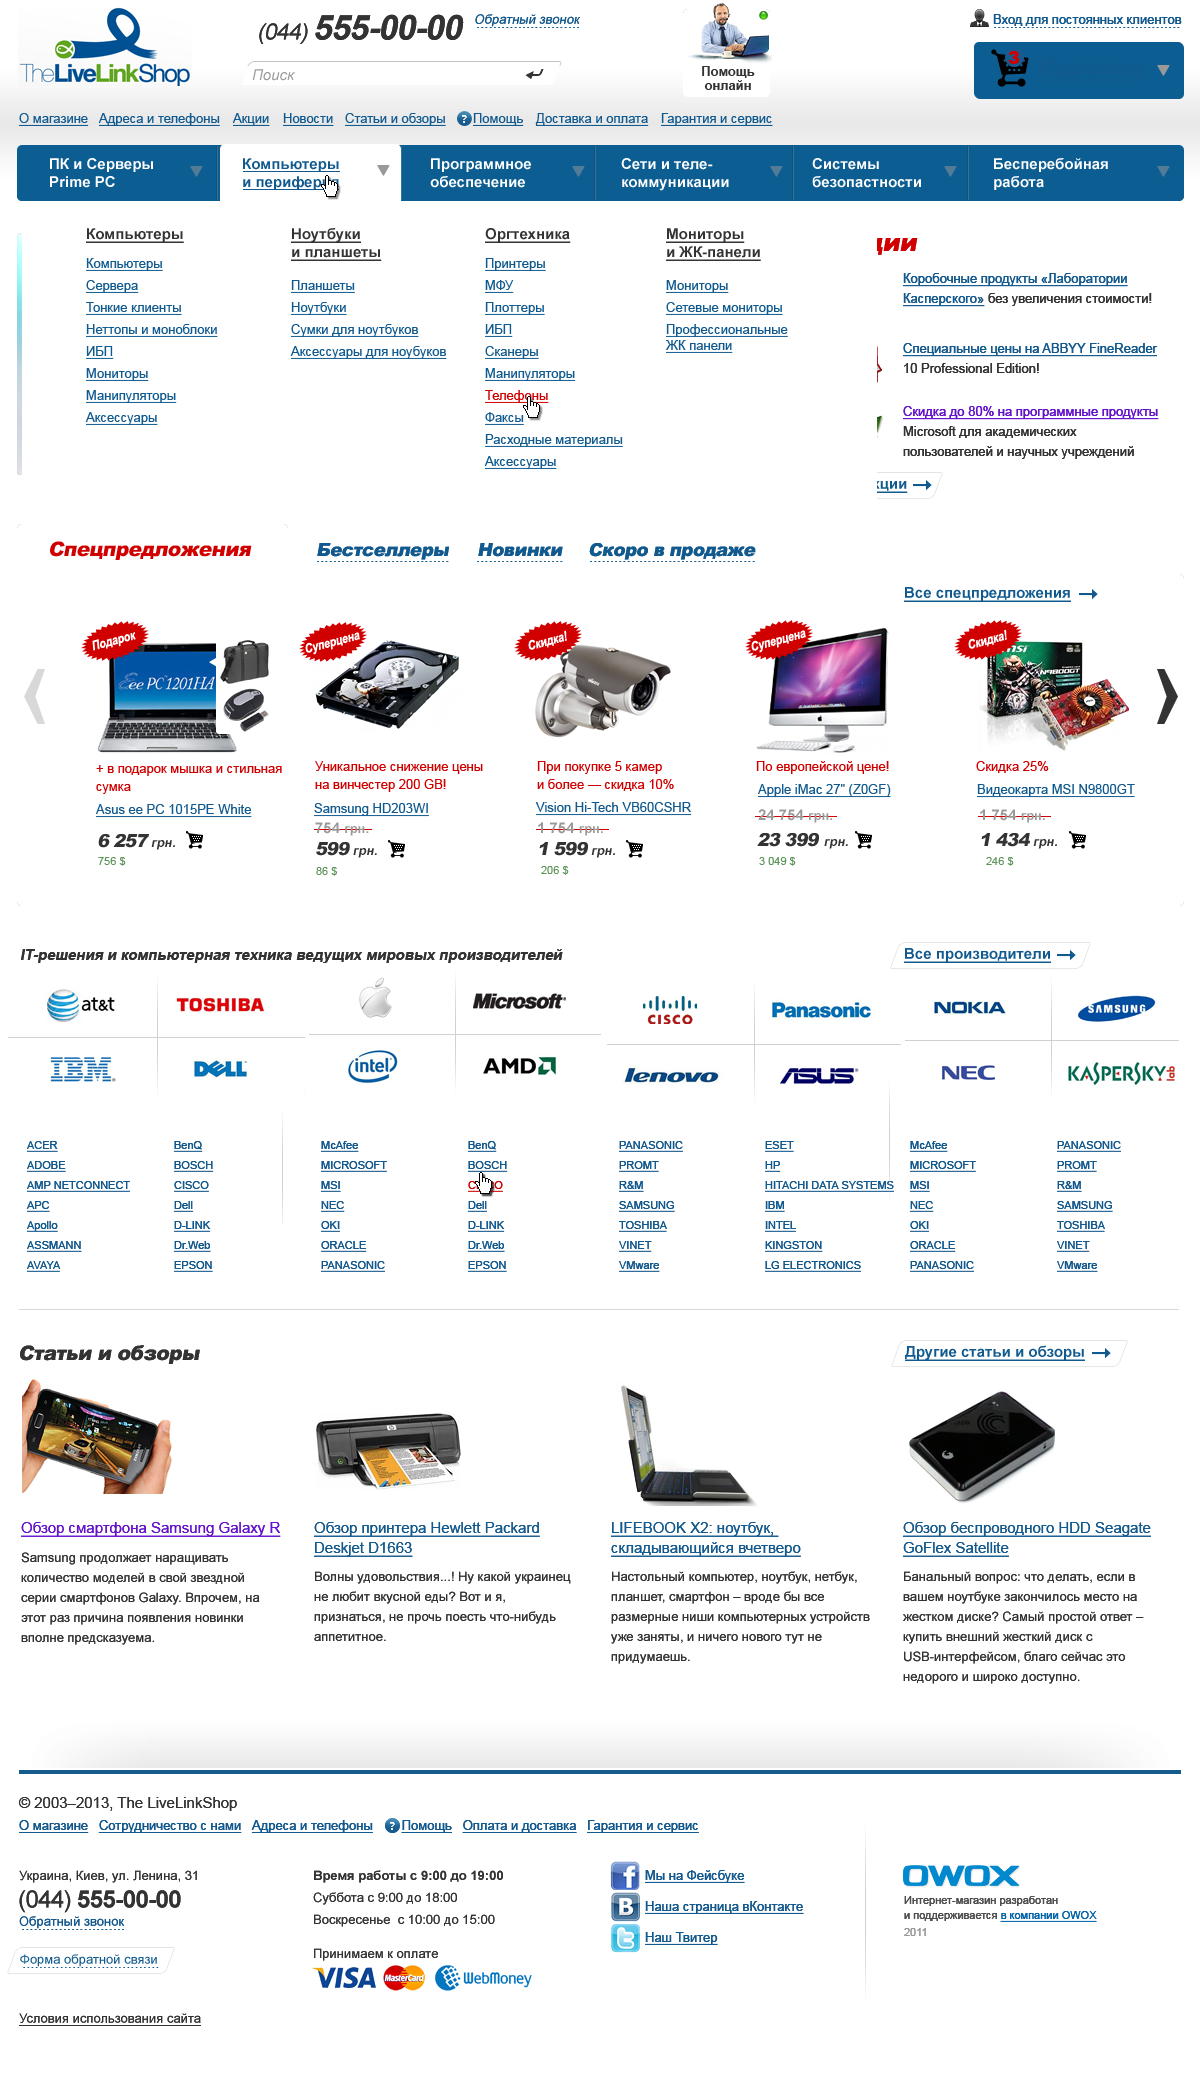 TheLiveLinkShop
(044) 555-00-00
Обратный звонок
Поиск
Помощь
онлайн
Вход для постоянных клиентов
3
О магазине Адреса и телефоны Акции Новости Статьи и обзоры ? Помощь Доставка и оплата Гарантия и сервис
ПК и Серверы
Prime PC
Компьютеры
и периферия
Программное
обеспечение
Сети и теле-
коммуникации
Системы
безопастности
Бесперебойная
работа
Компьютеры
Компьютеры
Сервера
Тонкие клиенты
Неттопы и моноблоки
ИБП
Мониторы
Манипуляторы
Аксессуары
Ноутбуки
и планшеты
Планшеты
Ноутбуки
Сумки для ноутбуков
Аксессуары для ноубуков
Оргтехника
Принтеры
МФУ
Плоттеры
ИБП
Сканеры
Манипуляторы
Телефоны
Факсы
Расходные материалы
Аксессуары
Мониторы
и ЖК-панели
Мониторы
Сетевые мониторы
Профессиональные
ЖК панели
ции
Коробочные продукты «Лаборатории
Касперского» без увеличения стоимости!
Специальные цены на ABBYY FineReader
10 Professional Edition!
Скидка до 80% на программные продукты
Microsoft для академических
пользователей и научных учреждений
кции
Спецпредложения Бестселлеры Новинки Скоро в продаже
Все спецпредложения
Подарок
Eee PC 1201HA
+ в подарок мышка и стильная
сумка
Asus ee PC 1015PE White
6 257 грн.
756 $
Суперцена
Уникальное снижение цены
на винчестер 200 GB!
Samsung HD203WI
754 грн.
599 грн.
86 $
Скидка!
При покупке 5 камер
и более — скидка 10%
Vision Hi-Tech VB60CSHR
1 754 грн.
1 599 грн.
206 $
Суперцена
По европейской цене!
Apple iMac 27" (Z0GF)
24 754 грн.
23 399 грн.
3 049 $
Скидка!
msi
N9800GT
Скидка 25%
Видеокарта MSI N9800GT
1 754 грн.
1 434 грн.
246 $
IT-решения и компьютерная техника ведущих мировых производителей
Все производители
at&t TOSHIBA Microsoft CISCO Panasonic NOKIA SAMSUNG
IBM DELL intel AMD lenovo ASUS NEC KASPERSKY lab
ACER
ADOBE
AMP NETCONNECT
APC
Apollo
ASSMANN
AVAYA
BenQ
BOSCH
CISCO
Dell
D-LINK
Dr.Web
EPSON
McAfee
MICROSOFT
MSI
NEC
OKI
ORACLE
PANASONIC
BenQ
BOSCH
CISCO
Dell
D-LINK
Dr.Web
EPSON
PANASONIC
PROMT
R&M
SAMSUNG
TOSHIBA
VINET
VMware
ESET
HP
HITACHI DATA SYSTEMS
IBM
INTEL
KINGSTON
LG ELECTRONICS
McAfee
MICROSOFT
MSI
NEC
OKI
ORACLE
PANASONIC
PANASONIC
PROMT
R&M
SAMSUNG
TOSHIBA
VINET
VMware
Статьи и обзоры
Другие статьи и обзоры
Обзор смартфона Samsung Galaxy R
Samsung продолжает наращивать
количество моделей в свой звездной
серии смартфонов Galaxy. Впрочем, на
этот раз причина появления новинки
вполне предсказуема.
Обзор принтера Hewlett Packard
Deskjet D1663
Волны удовольствия...! Ну какой украинец
не любит вкусной еды? Вот и я,
признаться, не прочь поесть что-нибудь
аппетитное.
LIFEBOOK X2: ноутбук,
складывающийся вчетверо
Настольный компьютер, ноутбук, нетбук,
планшет, смартфон – вроде бы все
размерные ниши компьютерных устройств
уже заняты, и ничего нового тут не
придумаешь.
Обзор беспроводного HDD Seagate
GoFlex Satellite
Банальный вопрос: что делать, если в
вашем ноутбуке закончилось место на
жестком диске? Самый простой ответ –
купить внешний жесткий диск с
USB-интерфейсом, благо сейчас это
недорого и широко доступно.
© 2003–2013, The LiveLinkShop
О магазине Сотрудничество с нами Адреса и телефоны ? Помощь Оплата и доставка Гарантия и сервис
Украина, Киев, ул. Ленина, 31
(044) 555-00-00
Обратный звонок
Форма обратной связи
Условия использования сайта
Время работы с 9:00 до 19:00
Суббота с 9:00 до 18:00
Воскресенье с 10:00 до 15:00
Принимаем к оплате
VISA MasterCard WebMoney
f Мы на Фейсбуке
B Наша страница вКонтакте
t Наш Твитер
OWOX
Интернет-магазин разработан
и поддерживается в компании OWOX
2011